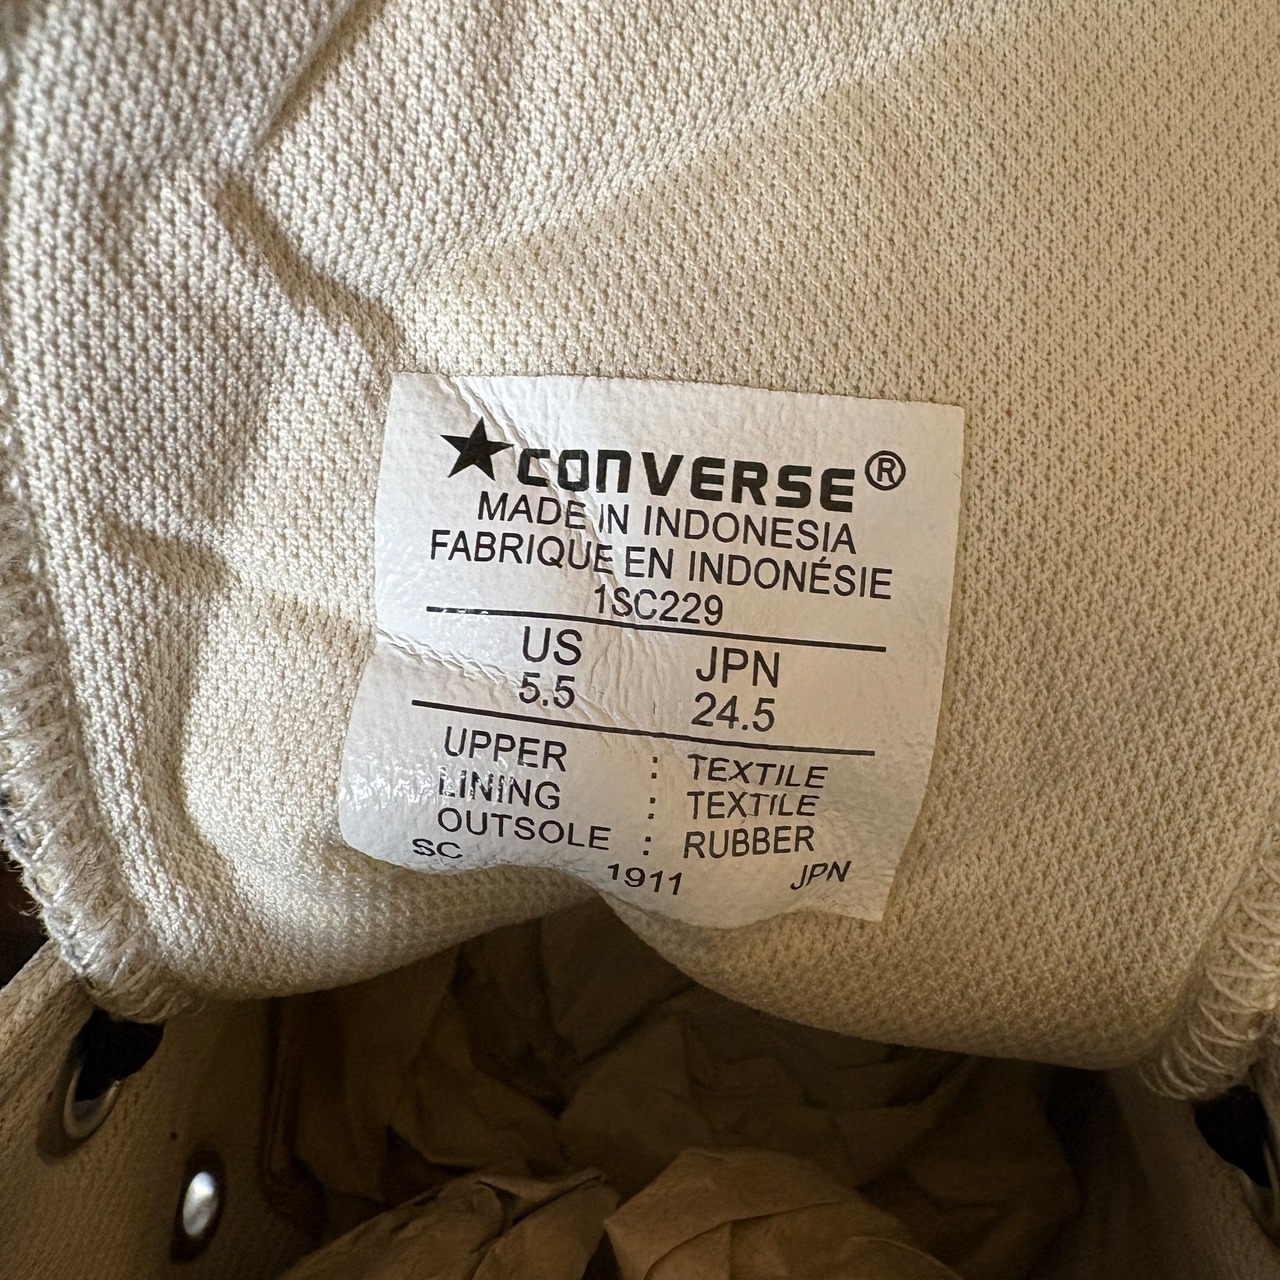 ★CONVERSE®
MADE IN INDONESIA
FABRIQUE EN INDONÉSIE
1SC229
US JPN
5.5 24.5
UPPER : TEXTILE
LINING : TEXTILE
OUTSOLE : RUBBER
SC 1911 JPN